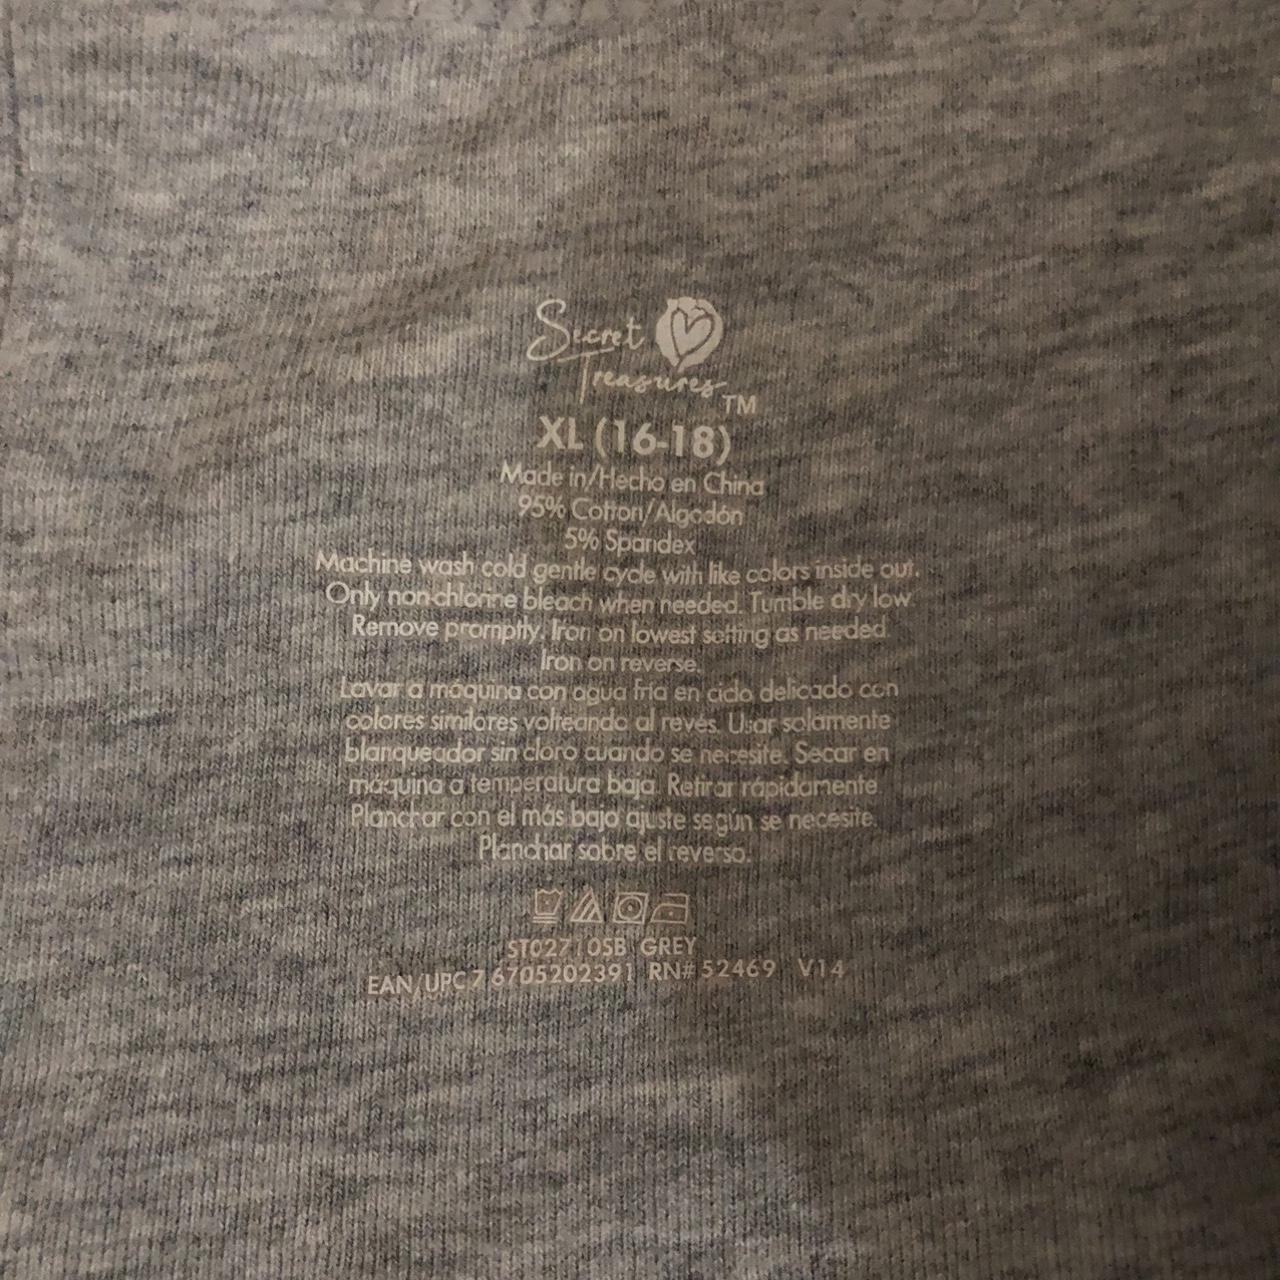 Secret
Treasures™
XL (16-18)
Made in/Hecho en China
95% Cotton/Algodón
5% Spandex
Machine wash cold gentle cycle with like colors inside out.
Only non-chlorine bleach when needed. Tumble dry low.
Remove promptly. Iron on lowest setting as needed.
Iron on reverse.
Lavar a máquina con agua fría en ciclo delicado con
colores similares volteando al revés. Usar solamente
blanqueador sin cloro cuando se necesite. Secar en
máquina a temperatura baja. Retirar rápidamente.
Planchar con el más bajo ajuste según se necesite.
Planchar sobre el reverso.
ST02710SB GREY
EAN/UPC 7 6705202391 RN# 52469 V14